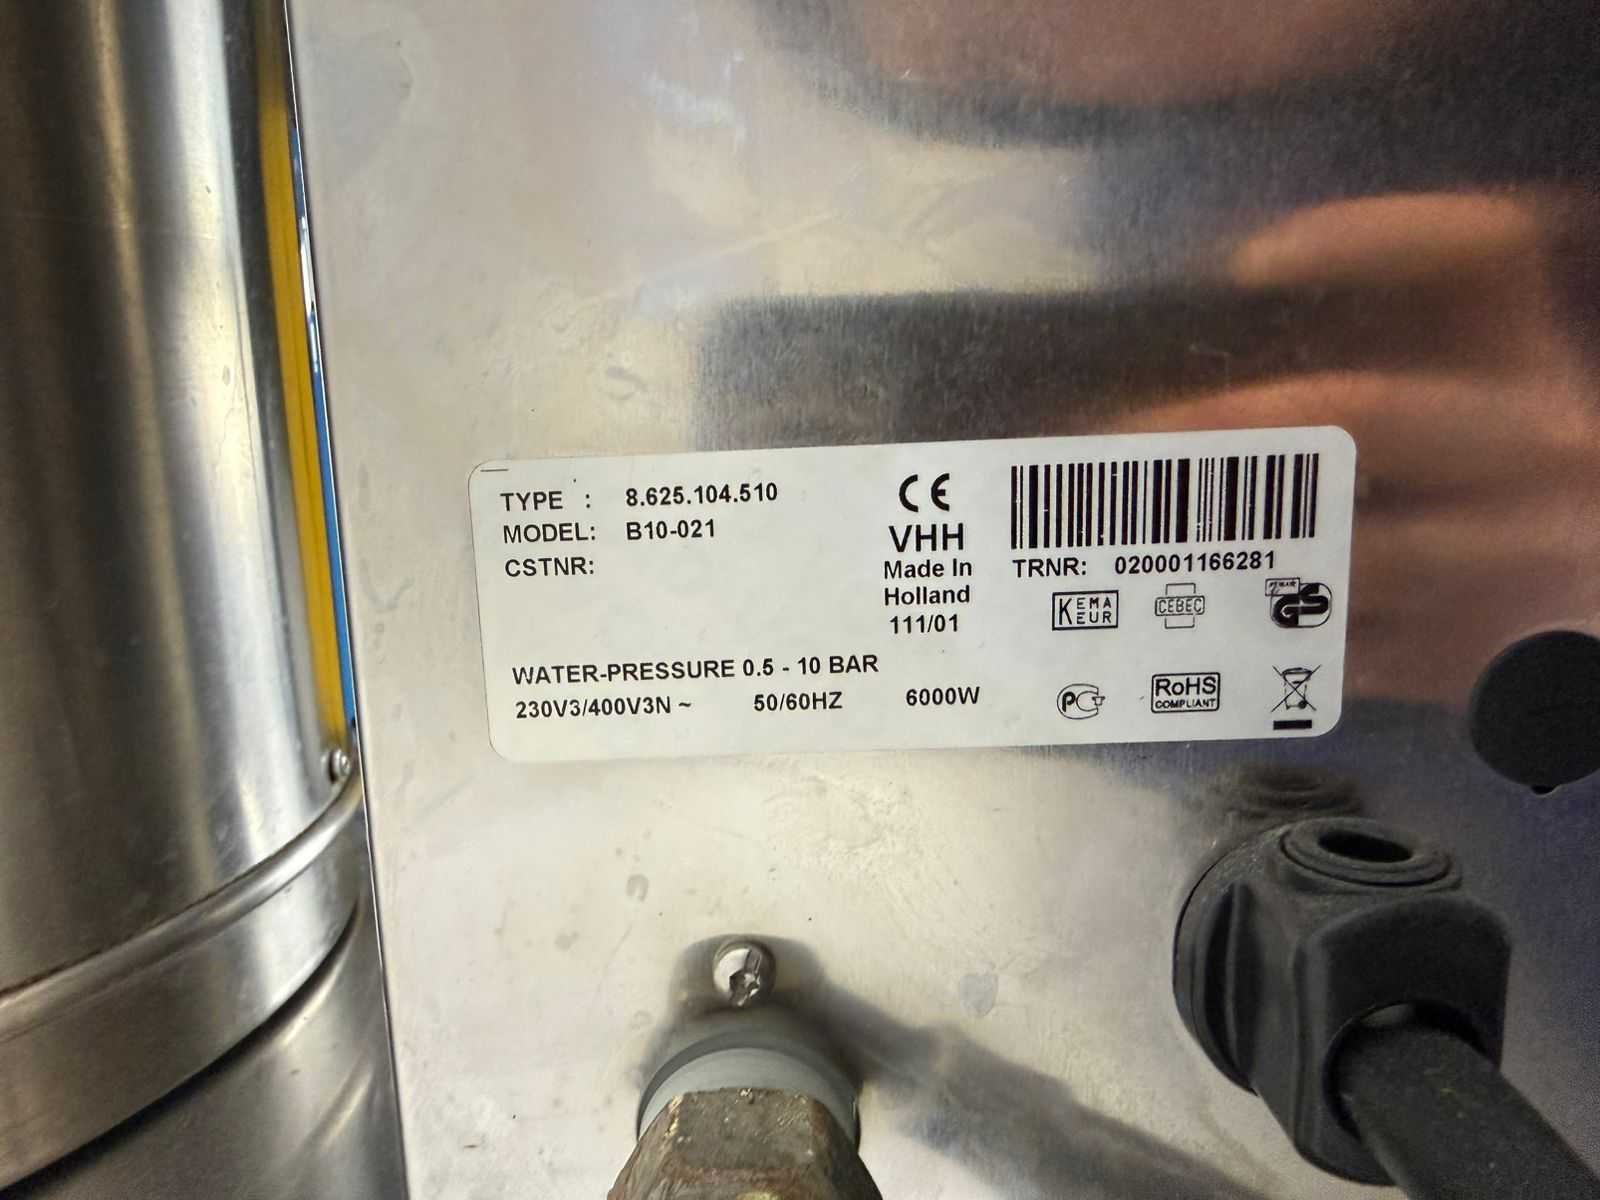 TYPE : 8.625.104.510
MODEL: B10-021
CSTNR:
CE
VHH
Made In
Holland
111/01
TRNR: 020001166281
KEMA
EUR
CEBEC
GS
WATER-PRESSURE 0.5 - 10 BAR
230V3/400V3N ~ 50/60HZ 6000W
PCT
RoHS
COMPLIANT